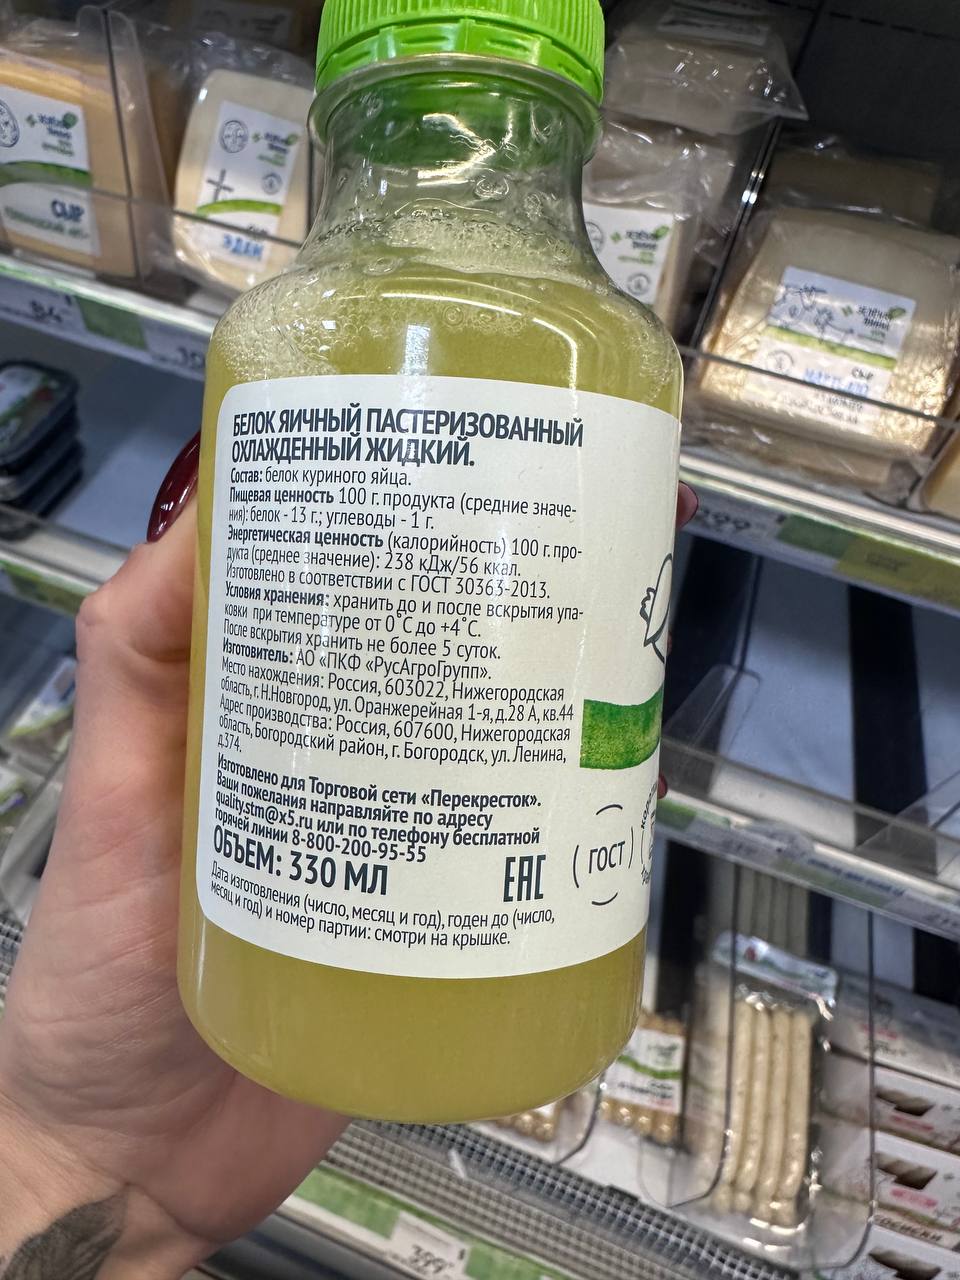 БЕЛОК ЯИЧНЫЙ ПАСТЕРИЗОВАННЫЙ
ОХЛАЖДЕННЫЙ ЖИДКИЙ.
Состав: белок куриного яйца.
Пищевая ценность 100 г. продукта (средние значе-
ния): белок - 13 г.; углеводы - 1 г.
Энергетическая ценность (калорийность) 100 г. про-
дукта (среднее значение): 238 кДж/56 ккал.
Изготовлено в соответствии с ГОСТ 30363-2013.
Условия хранения: хранить до и после вскрытия упа-
ковки при температуре от 0˚С до +4˚С.
После вскрытия хранить не более 5 суток.
Изготовитель: АО «ПКФ «РусАгроГрупп».
Место нахождения: Россия, 603022, Нижегородская
область, г. Н.Новгород, ул. Оранжерейная 1-я, д.28 А, кв.44
Адрес производства: Россия, 607600, Нижегородская
область, Богородский район, г. Богородск, ул. Ленина,
д.374.
Изготовлено для Торговой сети «Перекресток».
Ваши пожелания направляйте по адресу
quality.stm@x5.ru или по телефону бесплатной
горячей линии 8-800-200-95-55
ОБЪЕМ: 330 МЛ
EAC
ГОСТ
Дата изготовления (число, месяц и год), годен до (число,
месяц и год) и номер партии: смотри на крышке.
СЫР
СЫР
ЭДАМ
ЗЕЛЁНАЯ
ЛИНИЯ
СЫР